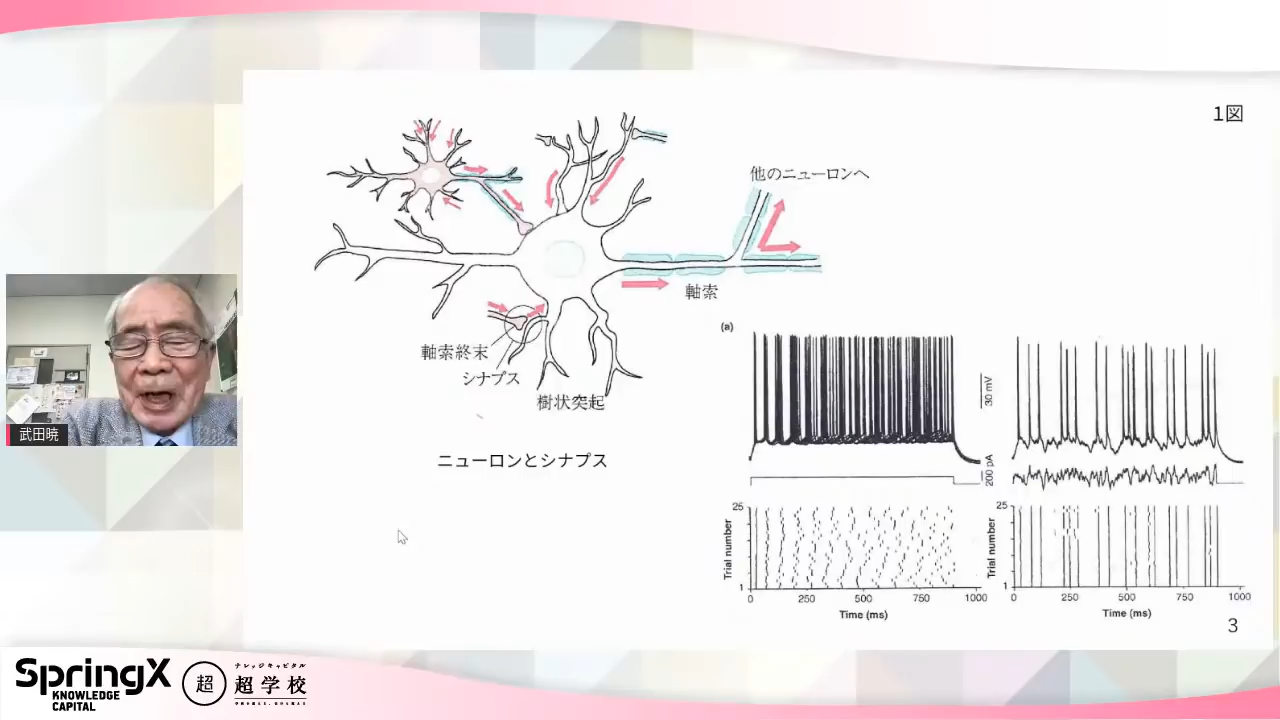 1図
他のニューロンへ
軸索
軸索終末
シナプス
樹状突起
ニューロンとシナプス
(a)
30 mV
200 pA
25
Trial number
1
0 250 500 750 1000
Time (ms)
25
Trial number
1
0 250 500 750 1000
Time (ms)
3
武田暁
SpringX
KNOWLEDGE
CAPITAL
超
ナレッジキャピタル
超学校